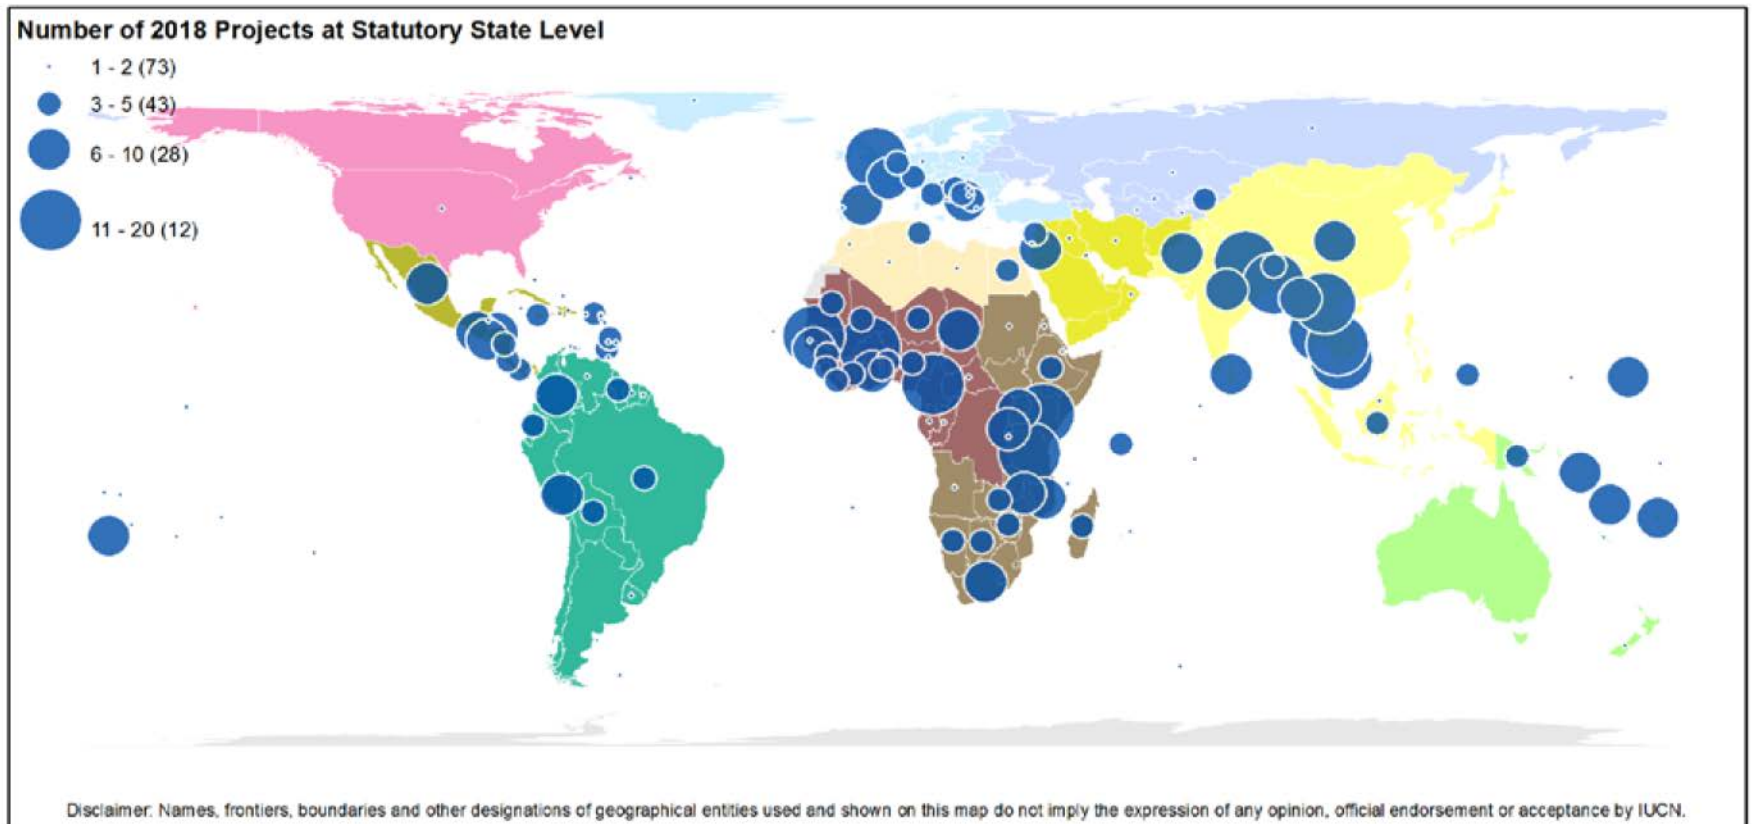 Number of 2018 Projects at Statutory State Level
1 - 2 (73)
3 - 5 (43)
6 - 10 (28)
11 - 20 (12)
Disclaimer: Names, frontiers, boundaries and other designations of geographical entities used and shown on this map do not imply the expression of any opinion, official endorsement or acceptance by IUCN.